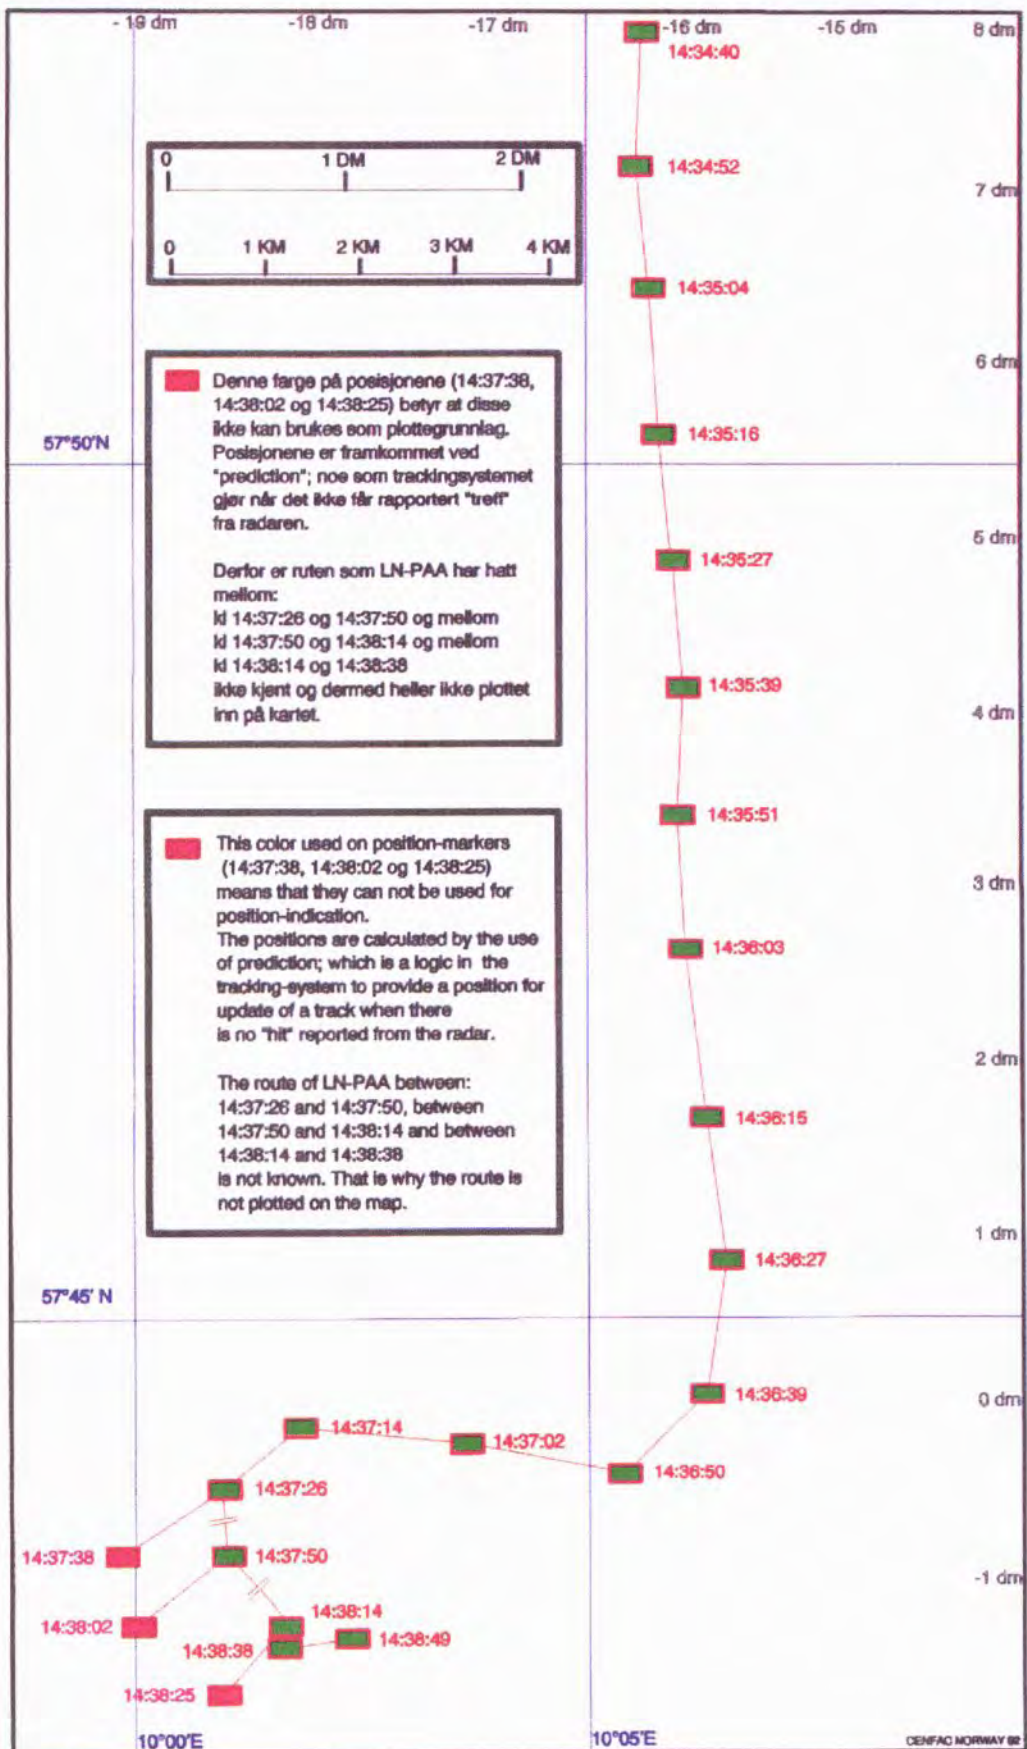 - 19 dm
-18 dm
-17 dm
-16 dm
-15 dm
8 dm
14:34:40
0 1 DM 2 DM
14:34:52
7 dm
0 1 KM 2 KM 3 KM 4 KM
14:35:04
6 dm
Denne farge på posisjonene (14:37:38,
14:38:02 og 14:38:25) betyr at disse
ikke kan brukes som plottegrunnlag.
Posisjonene er framkommet ved
"prediction"; noe som trackingsystemet
gjør når det ikke får rapportert "treff"
fra radaren.
Derfor er ruten som LN-PAA har hatt
mellom:
kl 14:37:26 og 14:37:50 og mellom
kl 14:37:50 og 14:38:14 og mellom
kl 14:38:14 og 14:38:38
ikke kjent og dermed heller ikke plottet
inn på kartet.
57°50'N
14:35:16
5 dm
14:35:27
14:35:39
4 dm
14:35:51
This color used on position-markers
(14:37:38, 14:38:02 og 14:38:25)
means that they can not be used for
position-indication.
The positions are calculated by the use
of prediction; which is a logic in the
tracking-system to provide a position for
update of a track when there
is no "hit" reported from the radar.
The route of LN-PAA between:
14:37:26 and 14:37:50, between
14:37:50 and 14:38:14 and between
14:38:14 and 14:38:38
is not known. That is why the route is
not plotted on the map.
3 dm
14:36:03
2 dm
14:36:15
1 dm
14:36:27
57°45' N
14:36:39
0 dm
14:37:14
14:37:02
14:36:50
14:37:26
14:37:38
14:37:50
-1 dm
14:38:02
14:38:14
14:38:38
14:38:49
14:38:25
10°00'E
10°05'E
CENFAC NORWAY 92